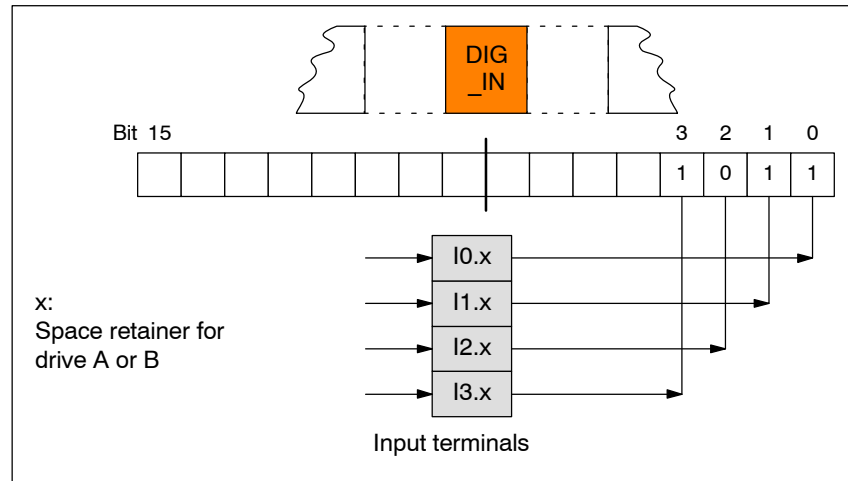 DIG
_IN
Bit 15 3 2 1 0
1 0 1 1
I0.x
I1.x
x:
Space retainer for
drive A or B
I2.x
I3.x
Input terminals